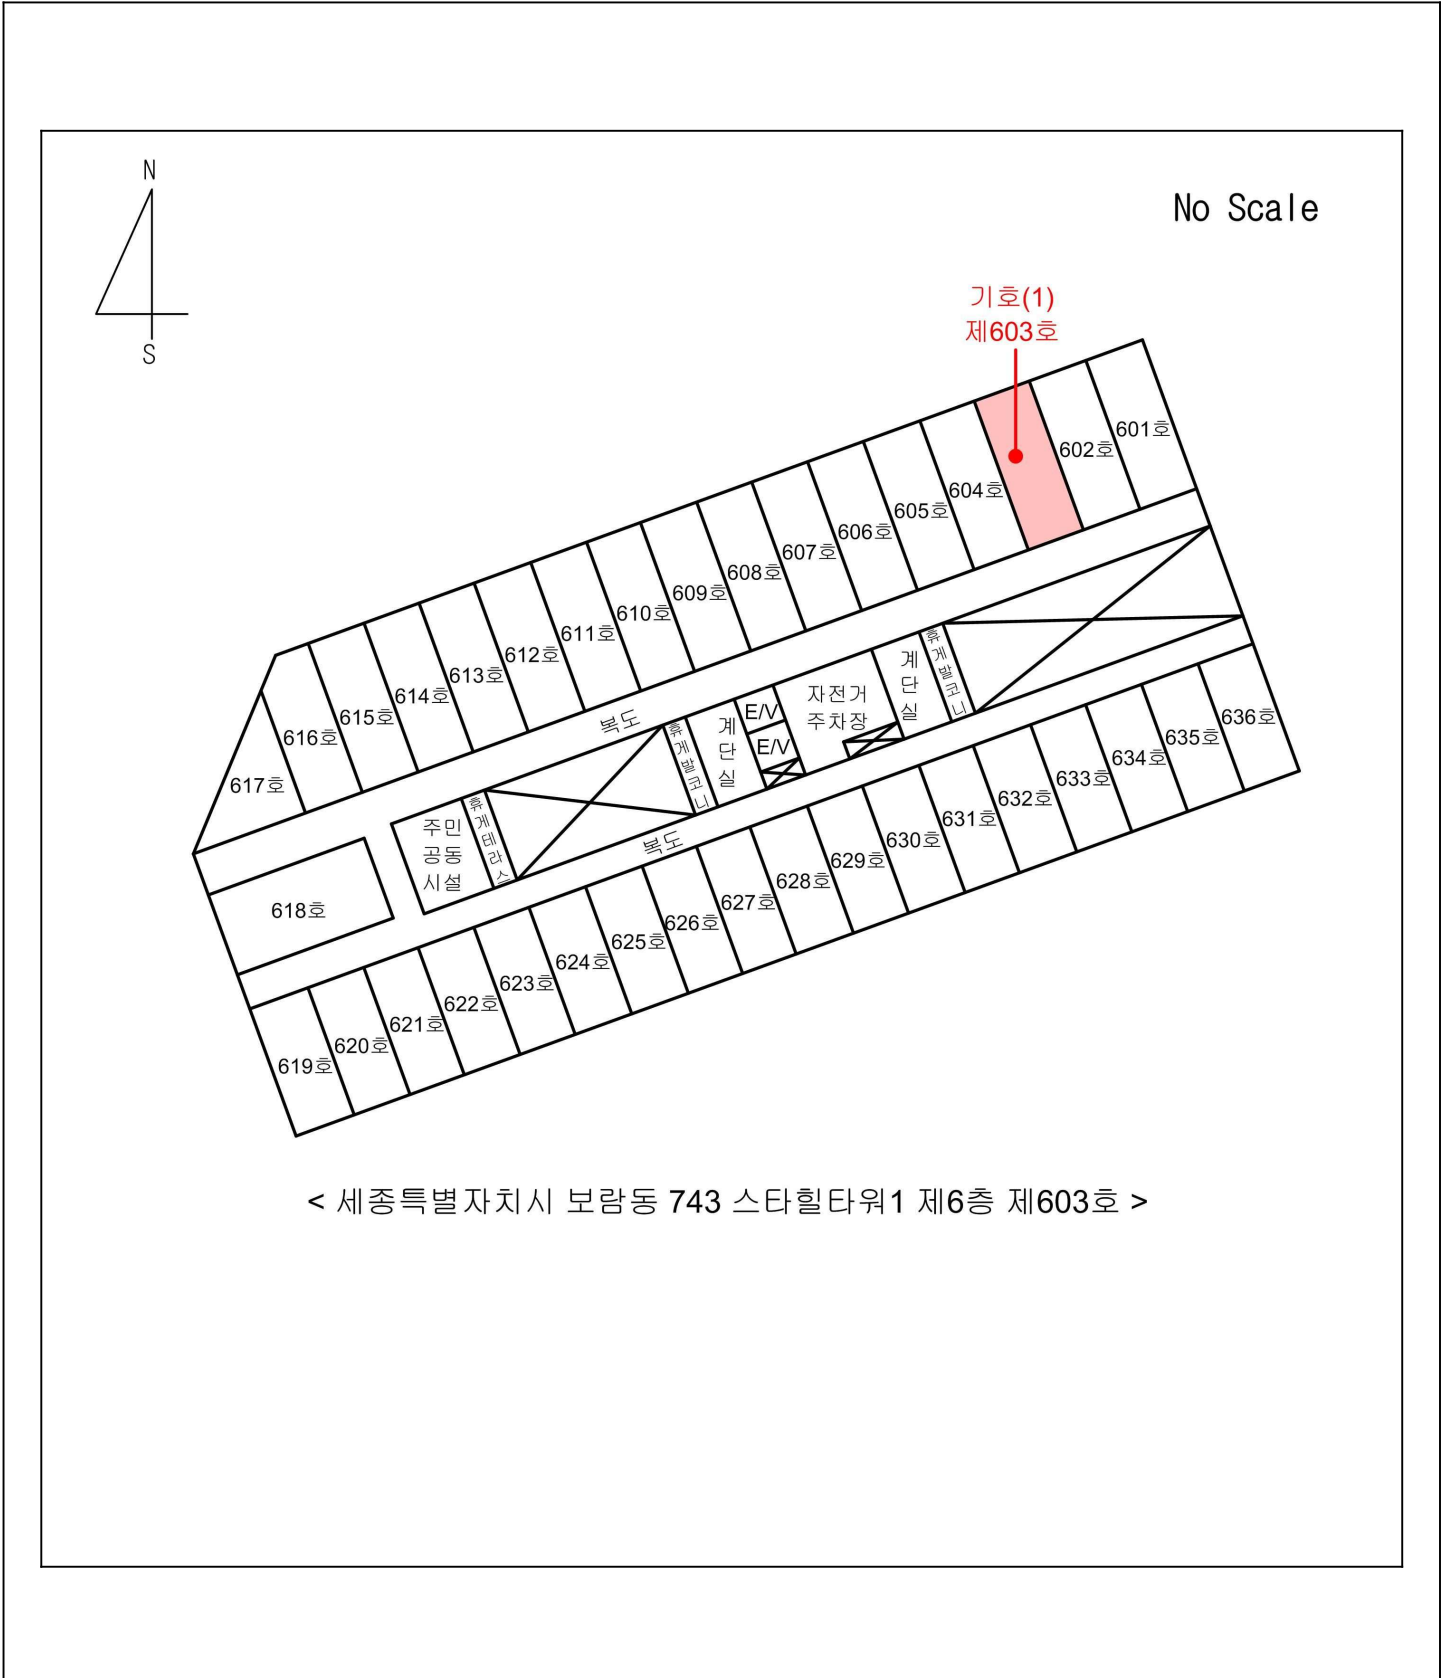 N
S
No Scale
기호(1)
제603호
601호
602호
604호
605호
606호
607호
608호
609호
610호
611호
612호
613호
614호
615호
616호
617호
복도
휴게발코니
계단실
자전거
주차장
E/V
E/V
계단실
휴게발코니
휴게테라스
주민
공동
시설
복도
618호
636호
635호
634호
633호
632호
631호
630호
629호
628호
627호
626호
625호
624호
623호
622호
621호
620호
619호
< 세종특별자치시 보람동 743 스타힐타워1 제6층 제603호 >